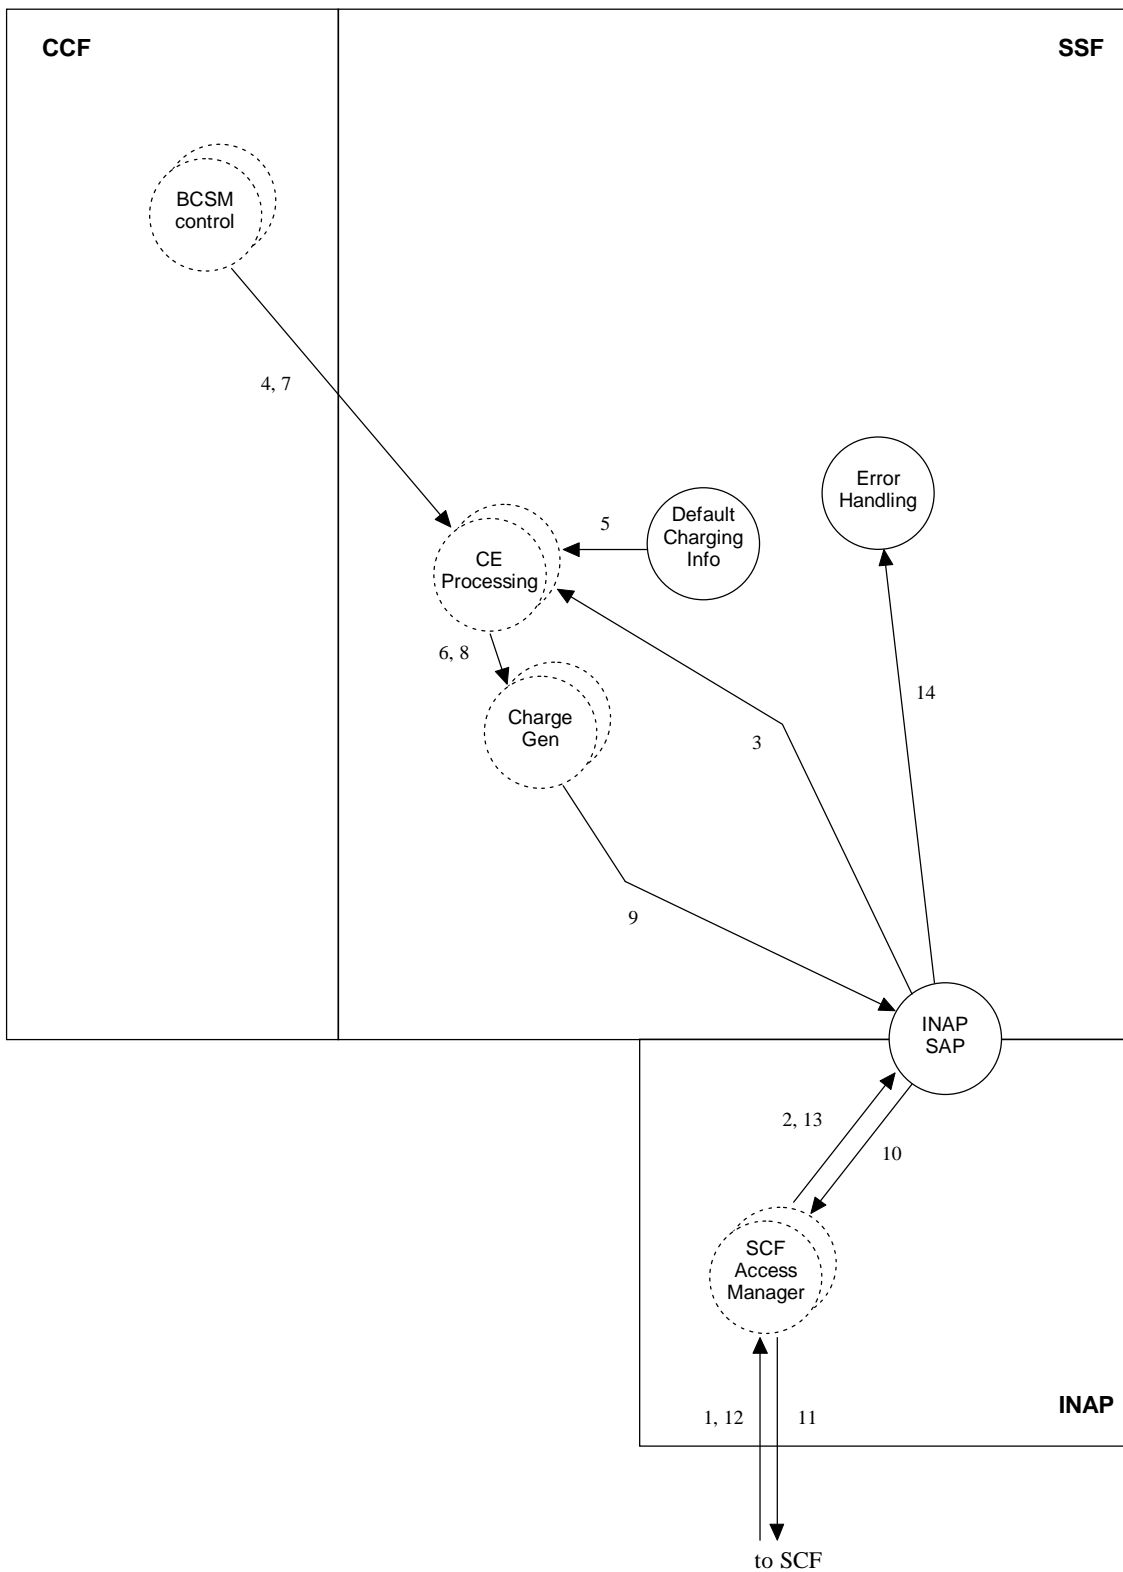 CCF
SSF
BCSM
control
4, 7
Error
Handling
Default
Charging
Info
5
CE
Processing
6, 8
14
Charge
Gen
3
9
INAP
SAP
2, 13
10
SCF
Access
Manager
1, 12
11
INAP
to SCF